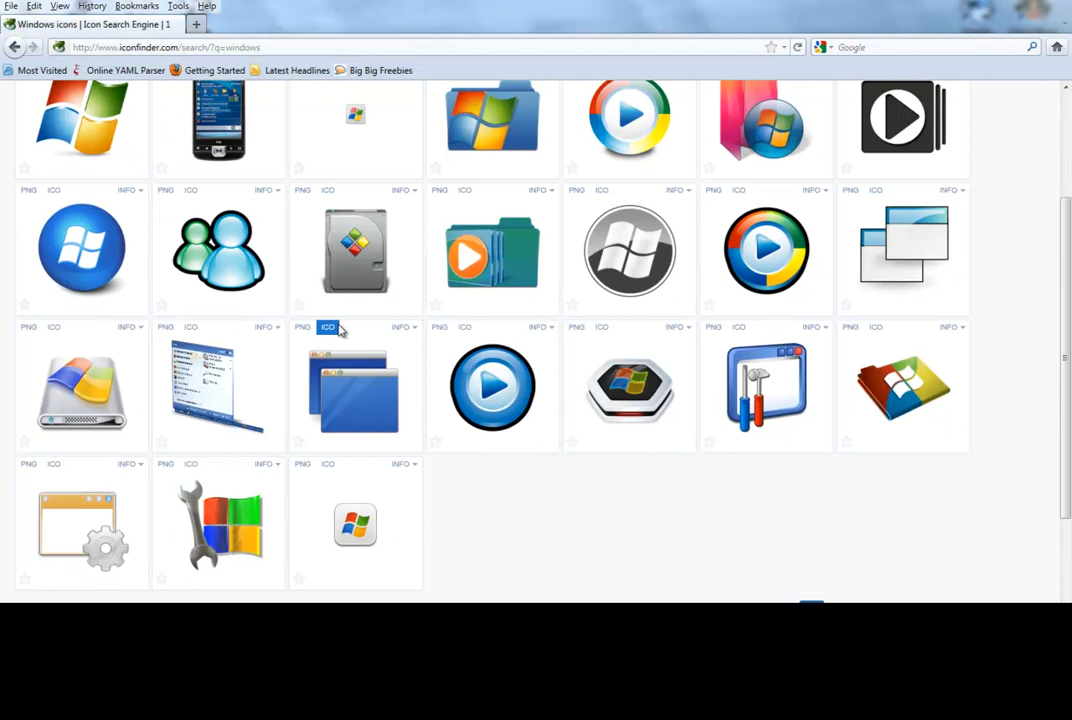 File Edit View History Bookmarks Tools Help
Windows icons | Icon Search Engine | 1 +
http://www.iconfinder.com/search/?q=windows Google
Most Visited Online YAML Parser Getting Started Latest Headlines Big Big Freebies
PNG ICO INFO PNG ICO INFO PNG ICO INFO PNG ICO INFO PNG ICO INFO PNG ICO INFO PNG ICO INFO
PNG ICO INFO PNG ICO INFO PNG ICO INFO PNG ICO INFO PNG ICO INFO PNG ICO INFO PNG ICO INFO
PNG ICO INFO PNG ICO INFO PNG ICO INFO